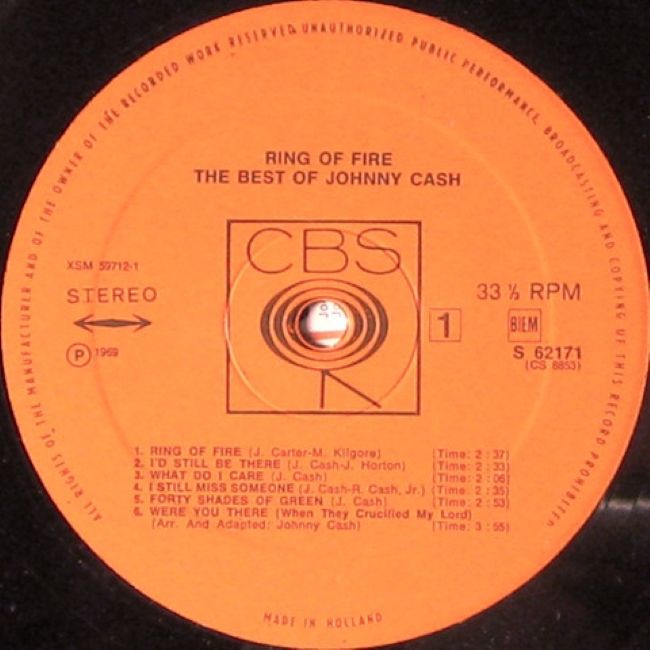 ALL RIGHTS OF THE MANUFACTURER AND OF THE OWNER OF THE RECORDED WORK RESERVED. UNAUTHORIZED PUBLIC PERFORMANCE, BROADCASTING AND COPYING OF THIS RECORD PROHIBITED
RING OF FIRE
THE BEST OF JOHNNY CASH
CBS
XSM 59712-1
STEREO
P 1969
33 ⅓ RPM
1
BIEM
S 62171
(CS 8853)
1. RING OF FIRE (J. Carter-M. Kilgore) (Time: 2 : 37)
2. I'D STILL BE THERE (J. Cash-J. Horton) (Time: 2 : 33)
3. WHAT DO I CARE (J. Cash) (Time: 2 : 06)
4. I STILL MISS SOMEONE (J. Cash-R. Cash, Jr.) (Time: 2 : 35)
5. FORTY SHADES OF GREEN (J. Cash) (Time: 2 : 53)
6. WERE YOU THERE (When They Crucified My Lord)
(Arr. And Adapted: Johnny Cash) (Time: 3 : 55)
MADE IN HOLLAND